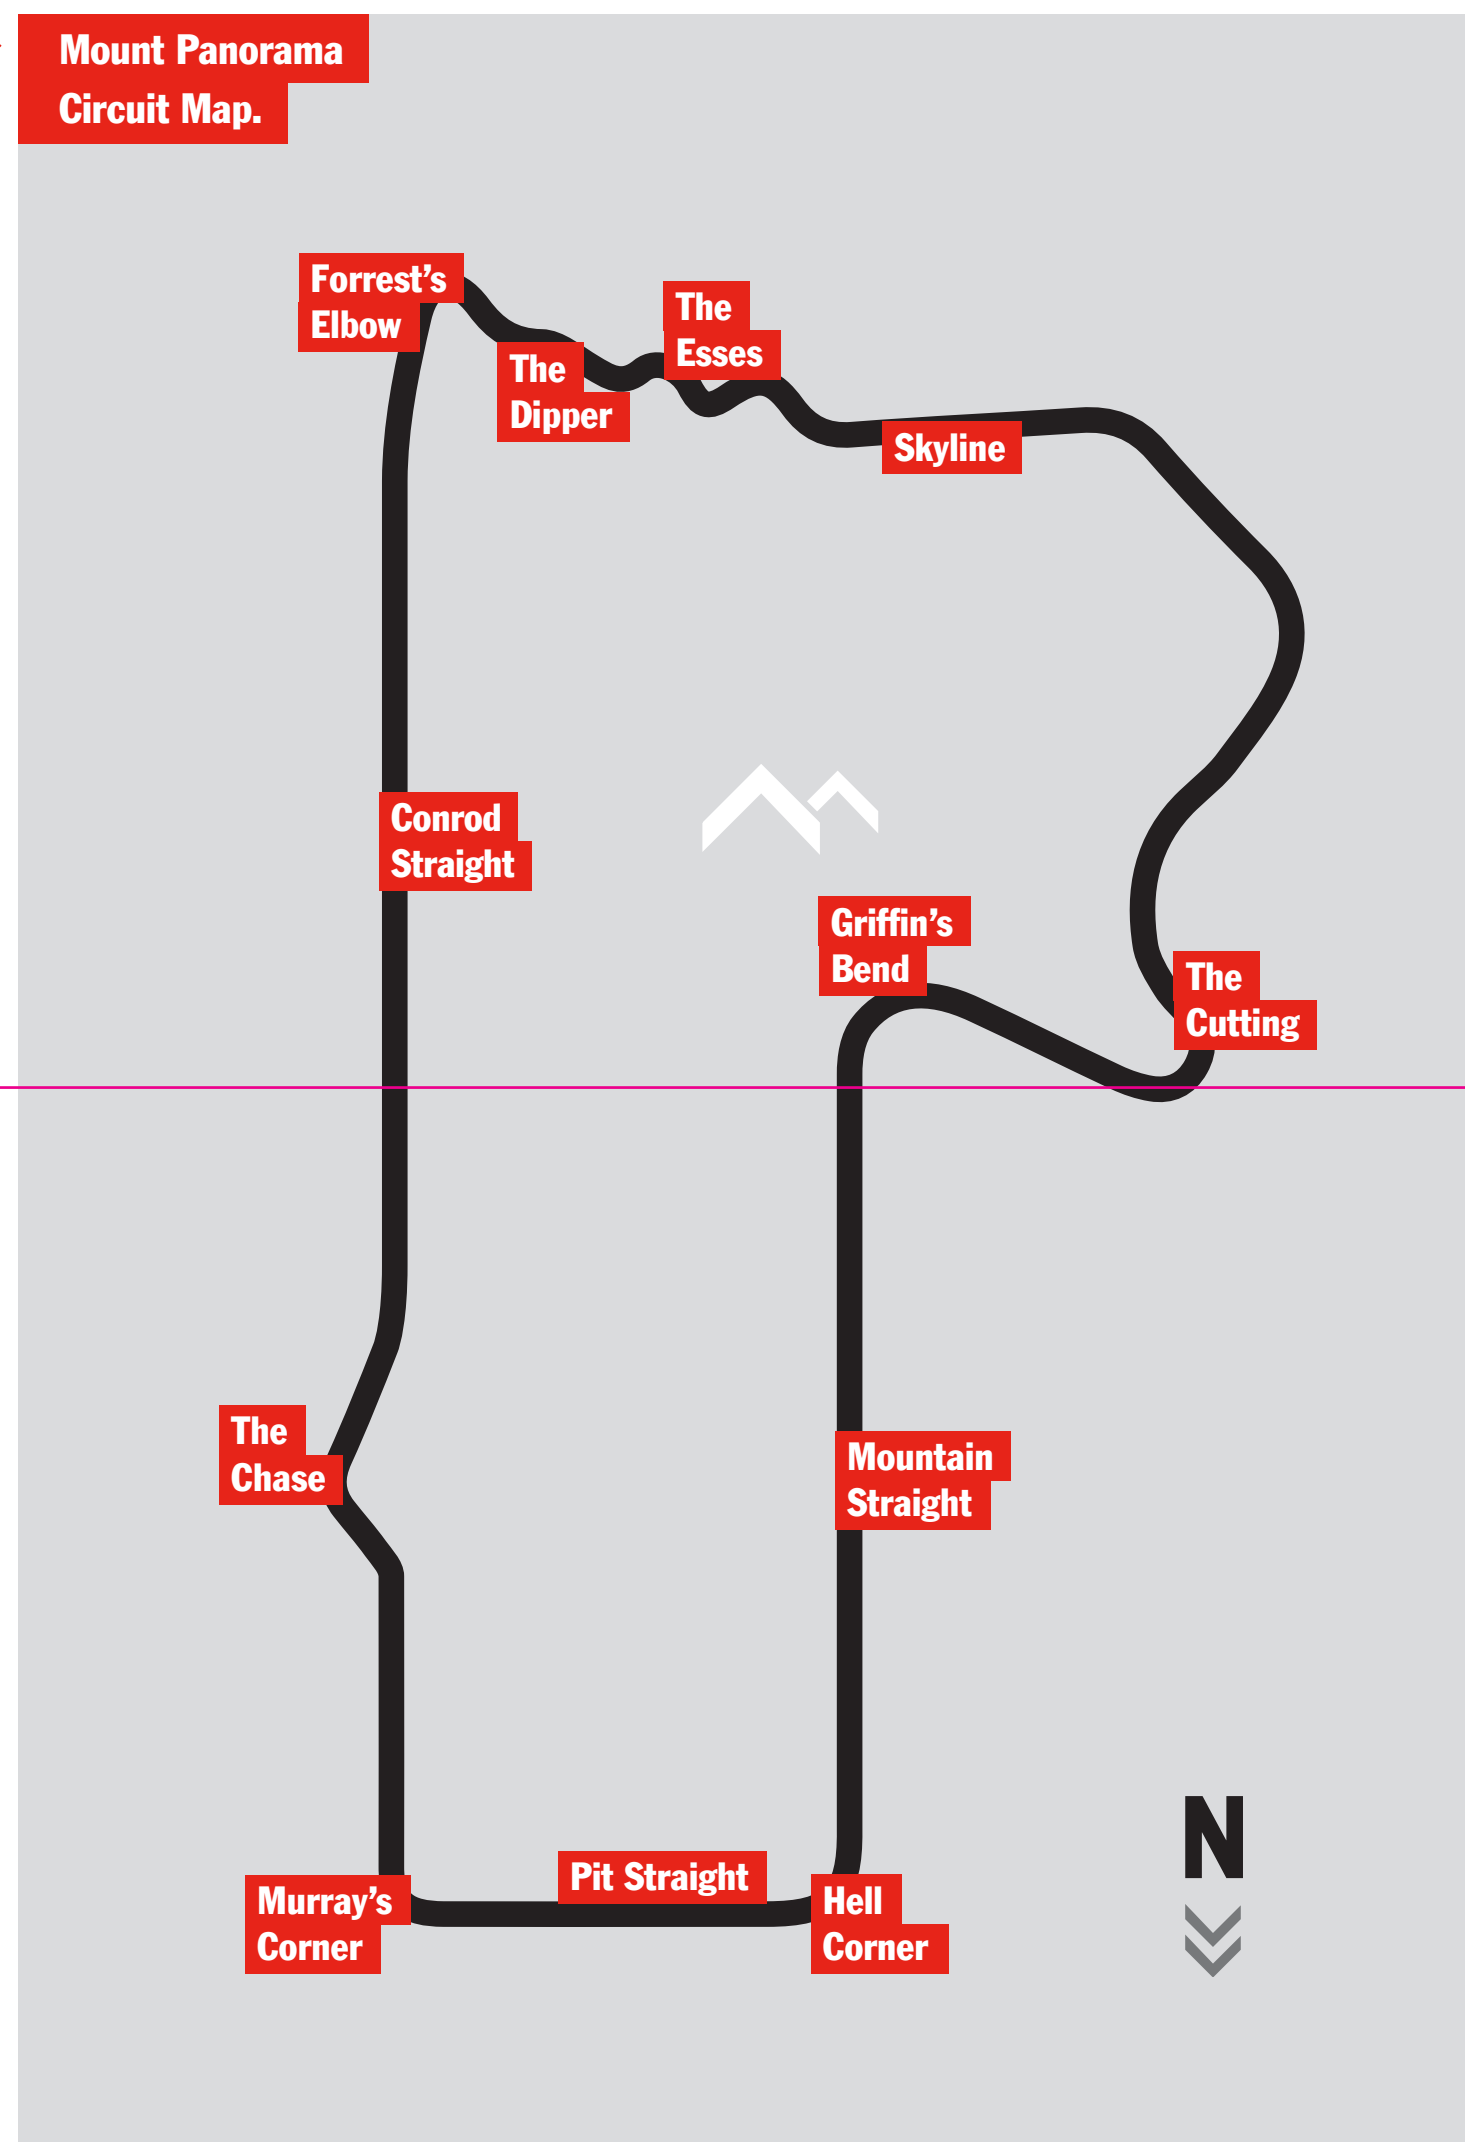 Mount Panorama
Circuit Map.
Forrest’s
Elbow
The
Esses
The
Dipper
Skyline
Conrod
Straight
Griffin’s
Bend
The
Cutting
The
Chase
Mountain
Straight
N
Pit Straight
Murray’s
Corner
Hell
Corner